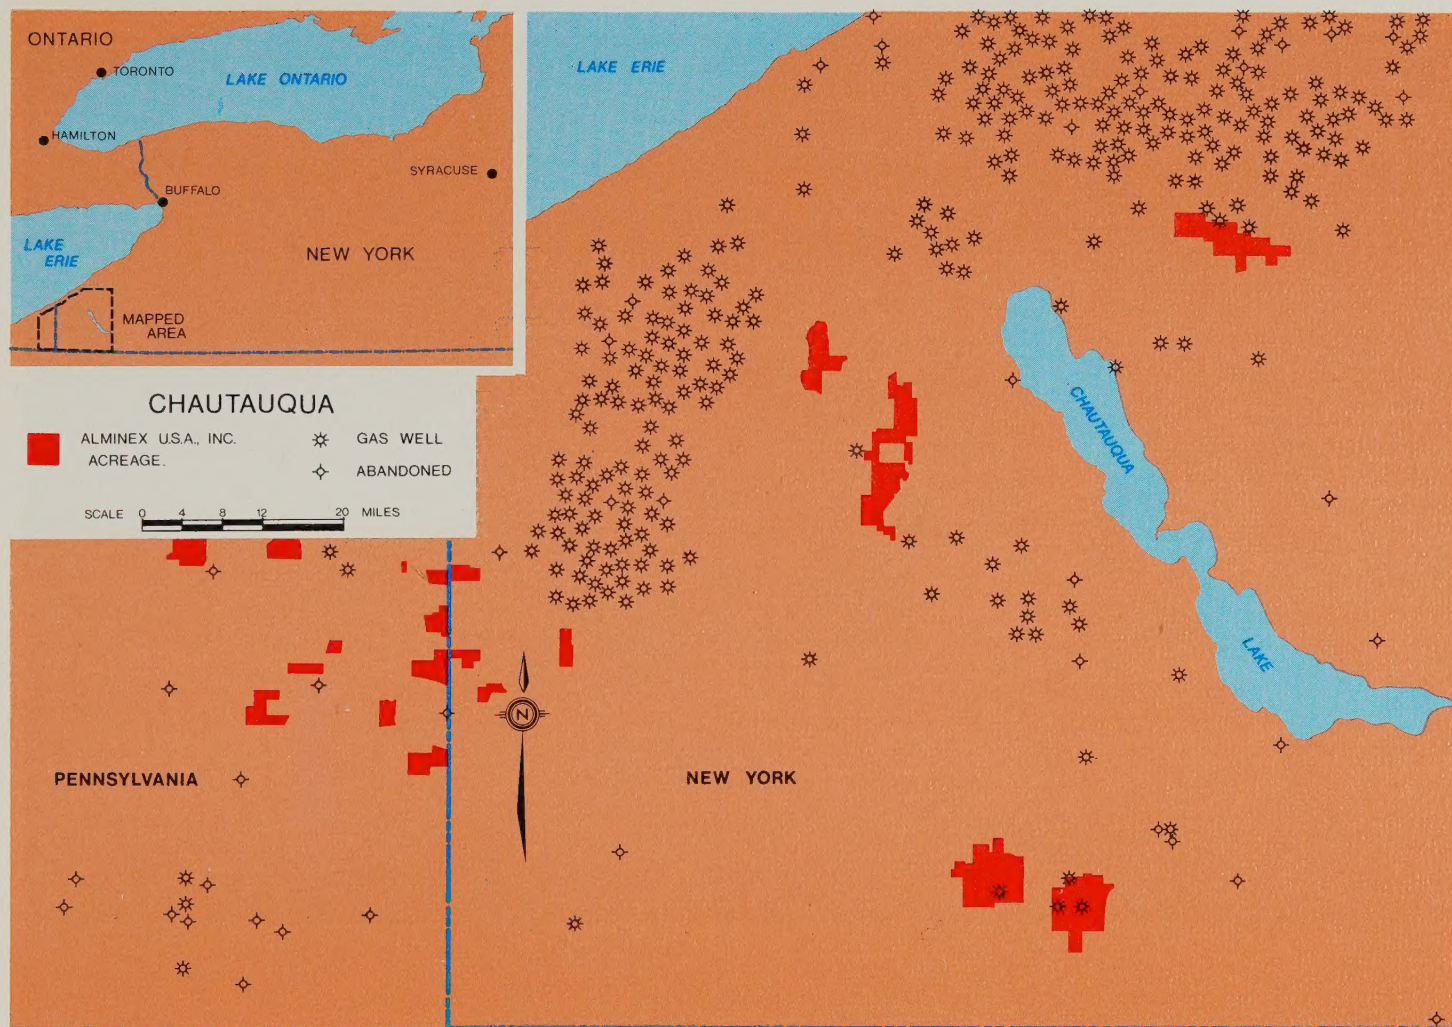 ONTARIO
TORONTO
LAKE ONTARIO
HAMILTON
SYRACUSE
BUFFALO
LAKE
ERIE
NEW YORK
MAPPED
AREA
LAKE ERIE
CHAUTAUQUA
ALMINEX U.S.A., INC.
ACREAGE.
GAS WELL
ABANDONED
SCALE 0 4 8 12 20 MILES
CHAUTAUQUA
LAKE
N
PENNSYLVANIA
NEW YORK